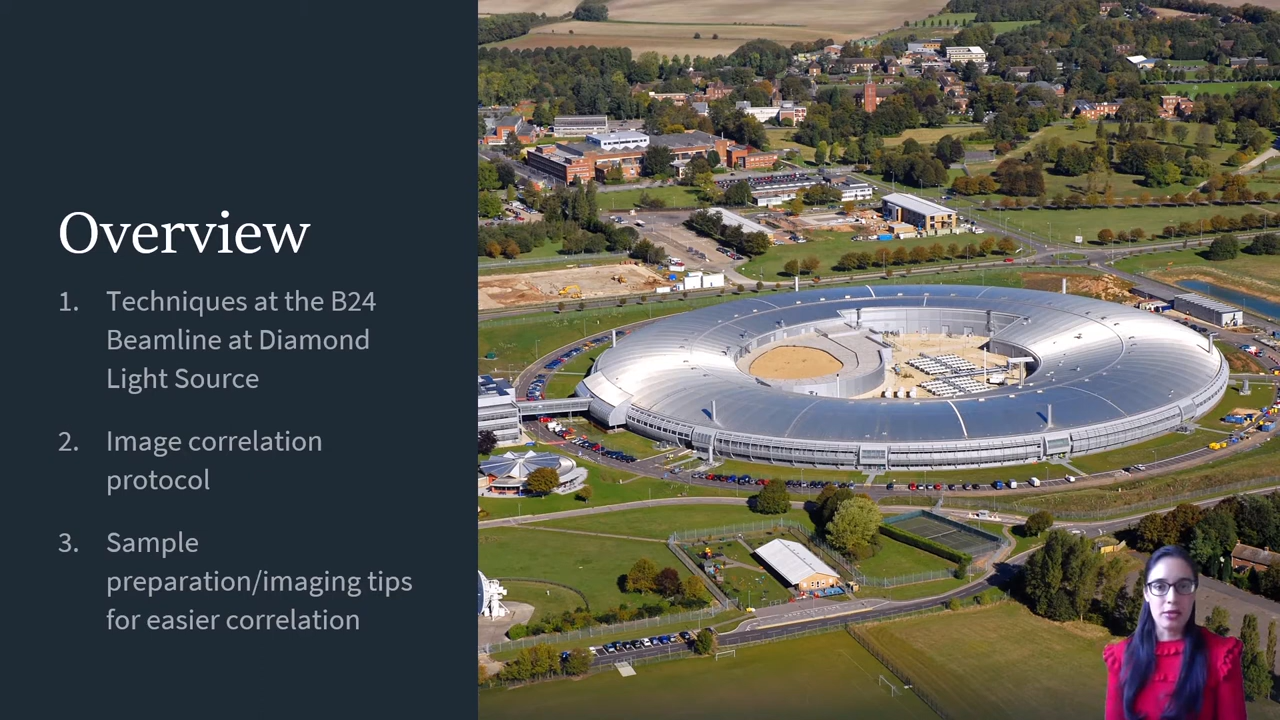 Overview
1. Techniques at the B24
Beamline at Diamond
Light Source
2. Image correlation
protocol
3. Sample
preparation/imaging tips
for easier correlation